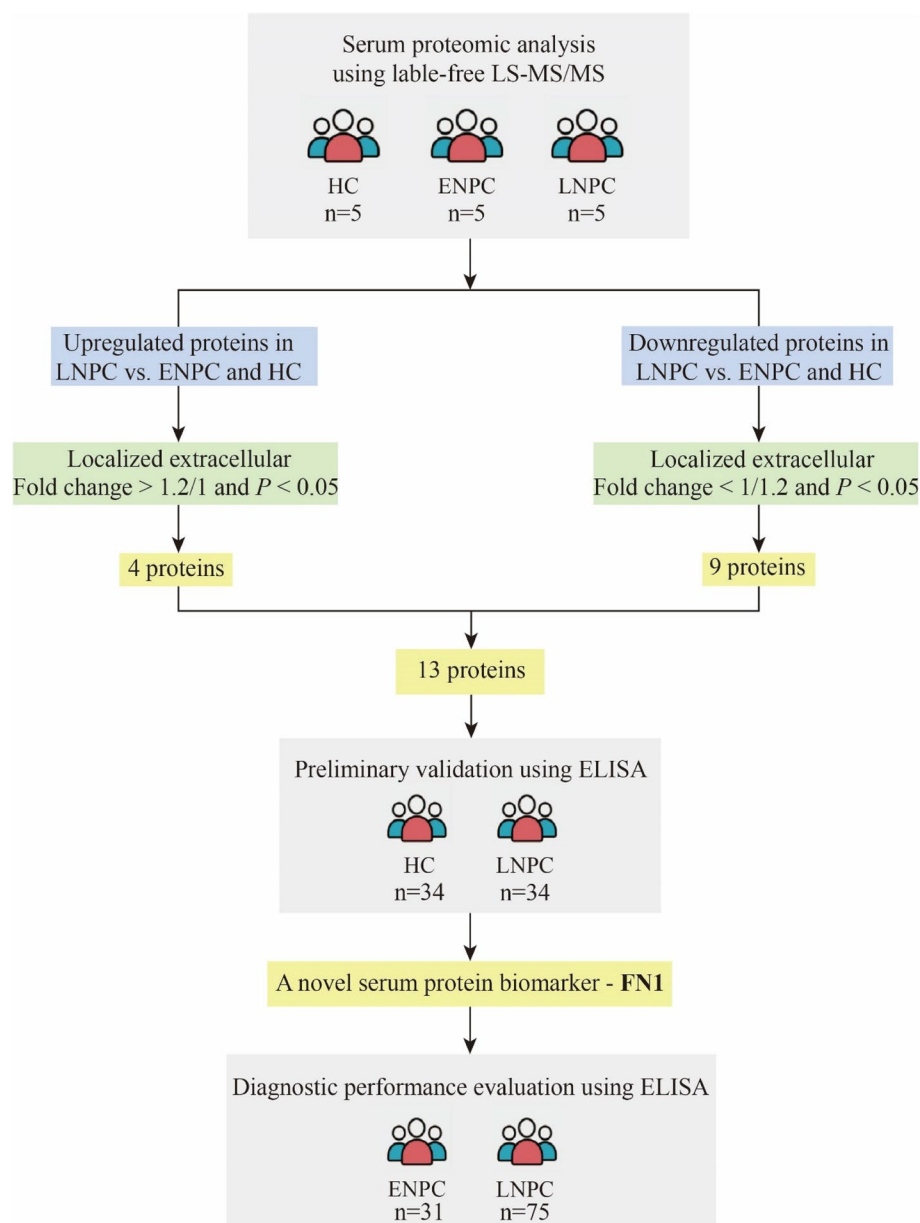 Serum proteomic analysis
using lable-free LS-MS/MS
HC
n=5
ENPC
n=5
LNPC
n=5
Upregulated proteins in
LNPC vs. ENPC and HC
Downregulated proteins in
LNPC vs. ENPC and HC
Localized extracellular
Fold change > 1.2/1 and P < 0.05
Localized extracellular
Fold change < 1/1.2 and P < 0.05
4 proteins
9 proteins
13 proteins
Preliminary validation using ELISA
HC
n=34
LNPC
n=34
A novel serum protein biomarker - FN1
Diagnostic performance evaluation using ELISA
ENPC
n=31
LNPC
n=75